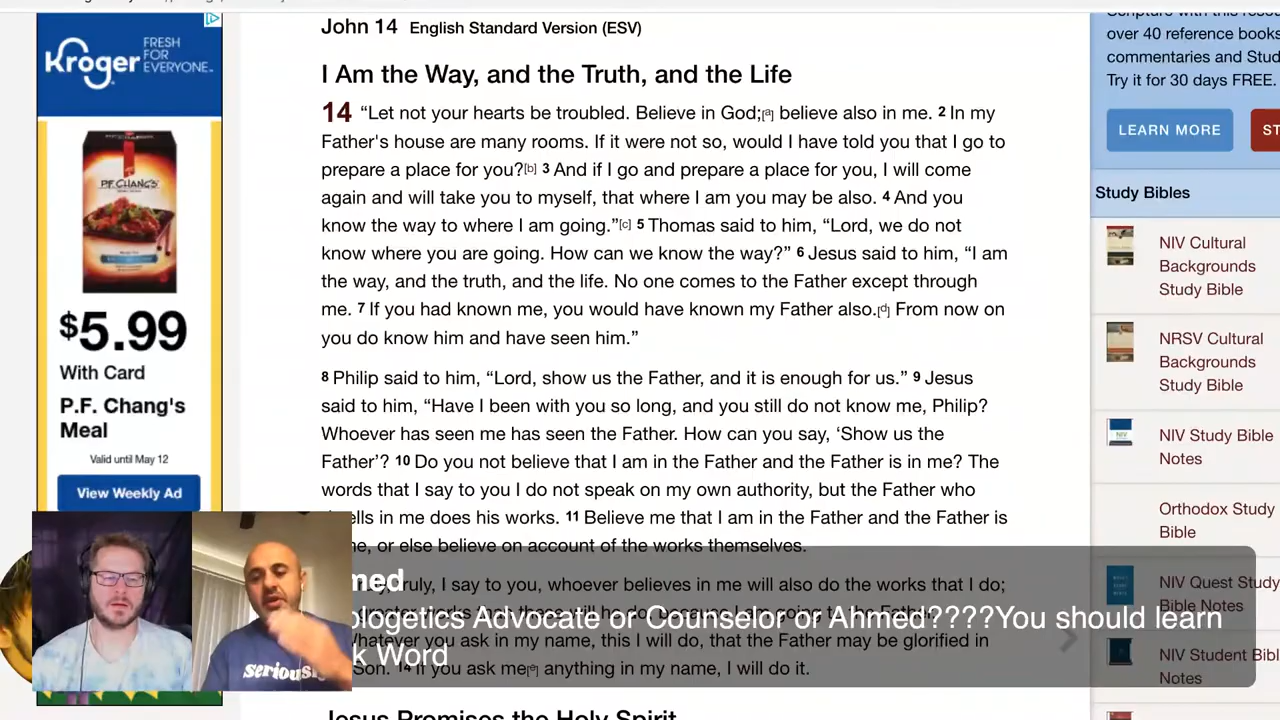 John 14 English Standard Version (ESV)
I Am the Way, and the Truth, and the Life
14 “Let not your hearts be troubled. Believe in God;[a] believe also in me. 2 In my
Father's house are many rooms. If it were not so, would I have told you that I go to
prepare a place for you?[b] 3 And if I go and prepare a place for you, I will come
again and will take you to myself, that where I am you may be also. 4 And you
know the way to where I am going.”[c] 5 Thomas said to him, “Lord, we do not
know where you are going. How can we know the way?” 6 Jesus said to him, “I am
the way, and the truth, and the life. No one comes to the Father except through
me. 7 If you had known me, you would have known my Father also.[d] From now on
you do know him and have seen him.”
8 Philip said to him, “Lord, show us the Father, and it is enough for us.” 9 Jesus
said to him, “Have I been with you so long, and you still do not know me, Philip?
Whoever has seen me has seen the Father. How can you say, ‘Show us the
Father’? 10 Do you not believe that I am in the Father and the Father is in me? The
words that I say to you I do not speak on my own authority, but the Father who
in me does his works. 11 Believe me that I am in the Father and the Father is
or else believe on account of the works themselves.
I say to you, whoever believes in me will also do the works that I do;
Whatever you ask in my name, this I will do, that the Father may be glorified in
Son. 14 If you ask me[e] anything in my name, I will do it.
Jesus Promises the Holy Spirit
Advocate or Counselor or Ahmed????You should learn
Word
Kroger
FRESH
FOR
EVERYONE™
P.F. CHANG'S
$5.99
With Card
P.F. Chang's
Meal
Valid until May 12
View Weekly Ad
seriously
Scripture with this
over 40 reference books
commentaries and
Try it for 30 days FREE.
LEARN MORE
Study Bibles
NIV Cultural
Backgrounds
Study Bible
NRSV Cultural
Backgrounds
Study Bible
NIV Study Bible
Notes
Orthodox Study
Bible
NIV Quest Study
Bible Notes
NIV Student
Notes